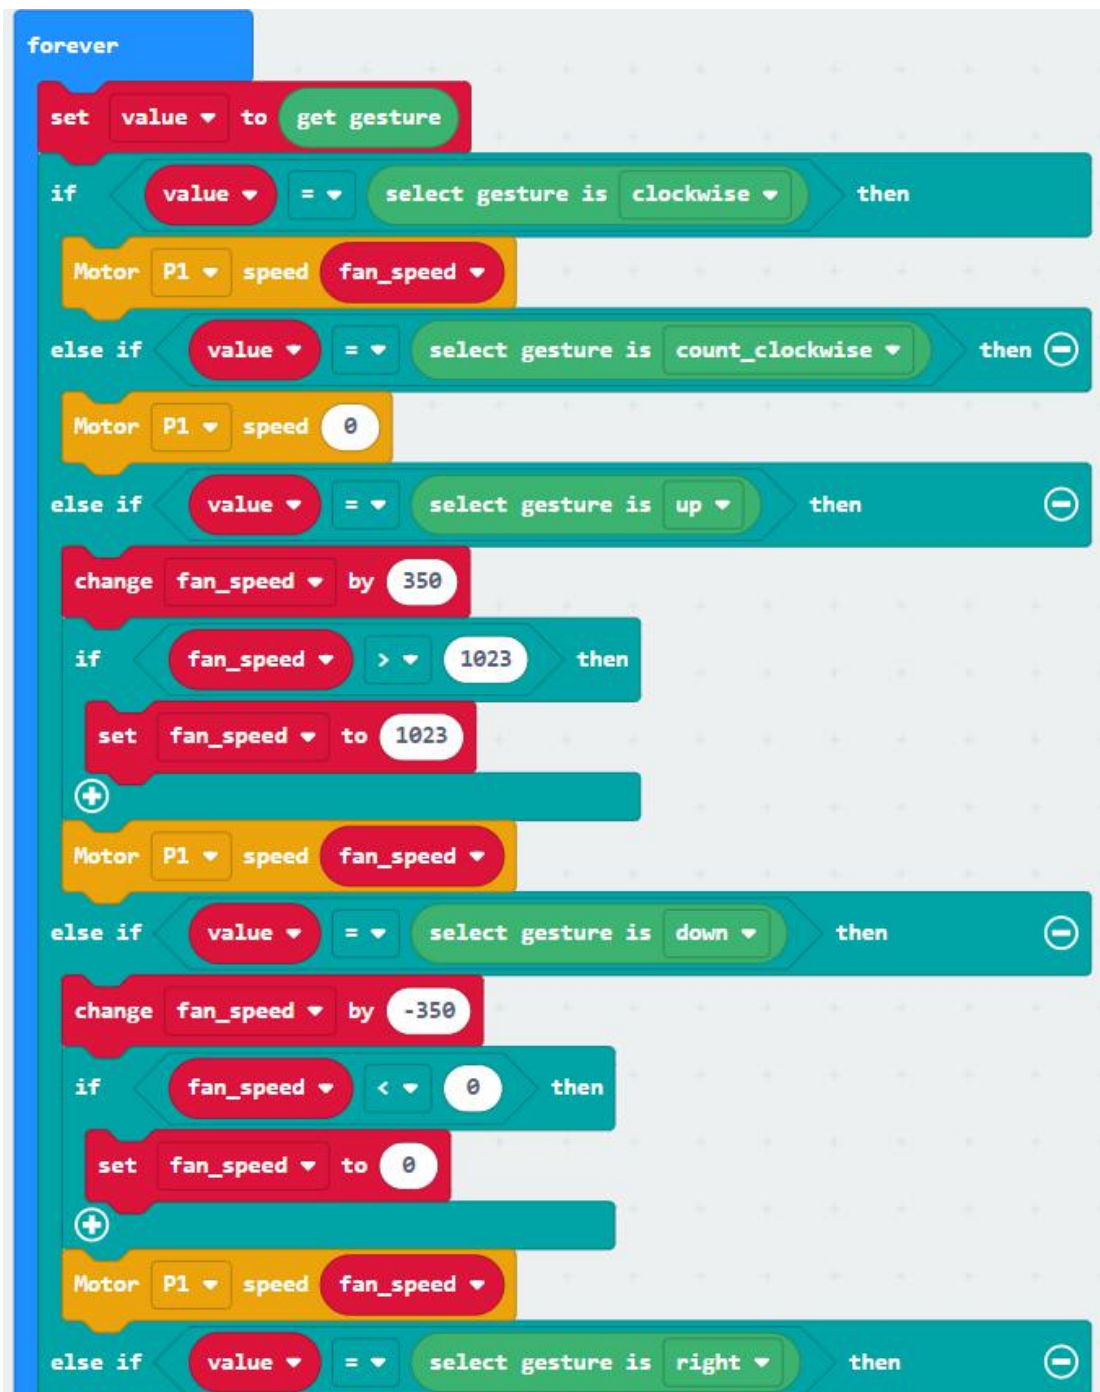 forever
set value to get gesture
if value = select gesture is clockwise then
Motor P1 speed fan_speed
else if value = select gesture is count_clockwise then
Motor P1 speed 0
else if value = select gesture is up then
change fan_speed by 350
if fan_speed > 1023 then
set fan_speed to 1023
Motor P1 speed fan_speed
else if value = select gesture is down then
change fan_speed by -350
if fan_speed < 0 then
set fan_speed to 0
Motor P1 speed fan_speed
else if value = select gesture is right then